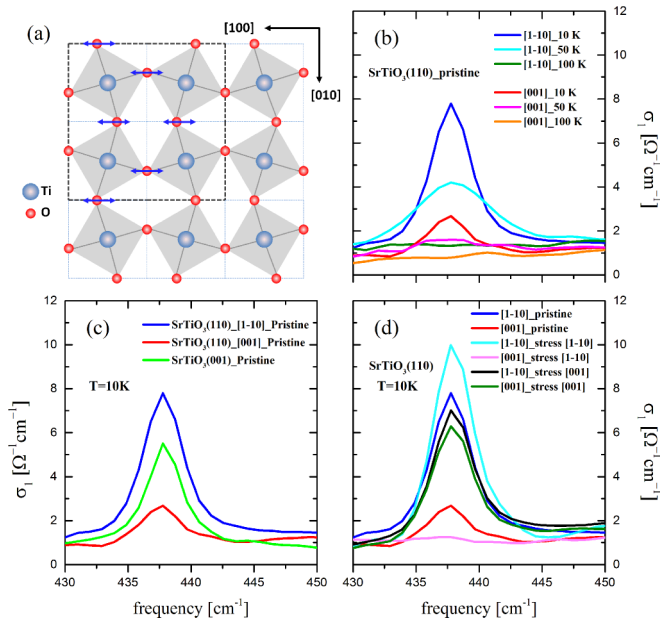 (a)
[100]
[010]
Ti
O
(b)
[1-10]_10 K
[1-10]_50 K
[1-10]_100 K
SrTiO₃(110)_pristine
[001]_10 K
[001]_50 K
[001]_100 K
12
10
8
6
4
2
0
σ₁ [Ω⁻¹cm⁻¹]
430 435 440 445 450
(c)
SrTiO₃(110)_[1-10]_Pristine
SrTiO₃(110)_[001]_Pristine
SrTiO₃(001)_Pristine
T=10K
12
10
8
6
4
2
0
σ₁ [Ω⁻¹cm⁻¹]
430 435 440 445 450
frequency [cm⁻¹]
(d)
[1-10]_pristine
[001]_pristine
[1-10]_stress [1-10]
[001]_stress [1-10]
[1-10]_stress [001]
[001]_stress [001]
SrTiO₃(110)
T=10K
12
10
8
6
4
2
0
σ₁ [Ω⁻¹cm⁻¹]
430 435 440 445 450
frequency [cm⁻¹]